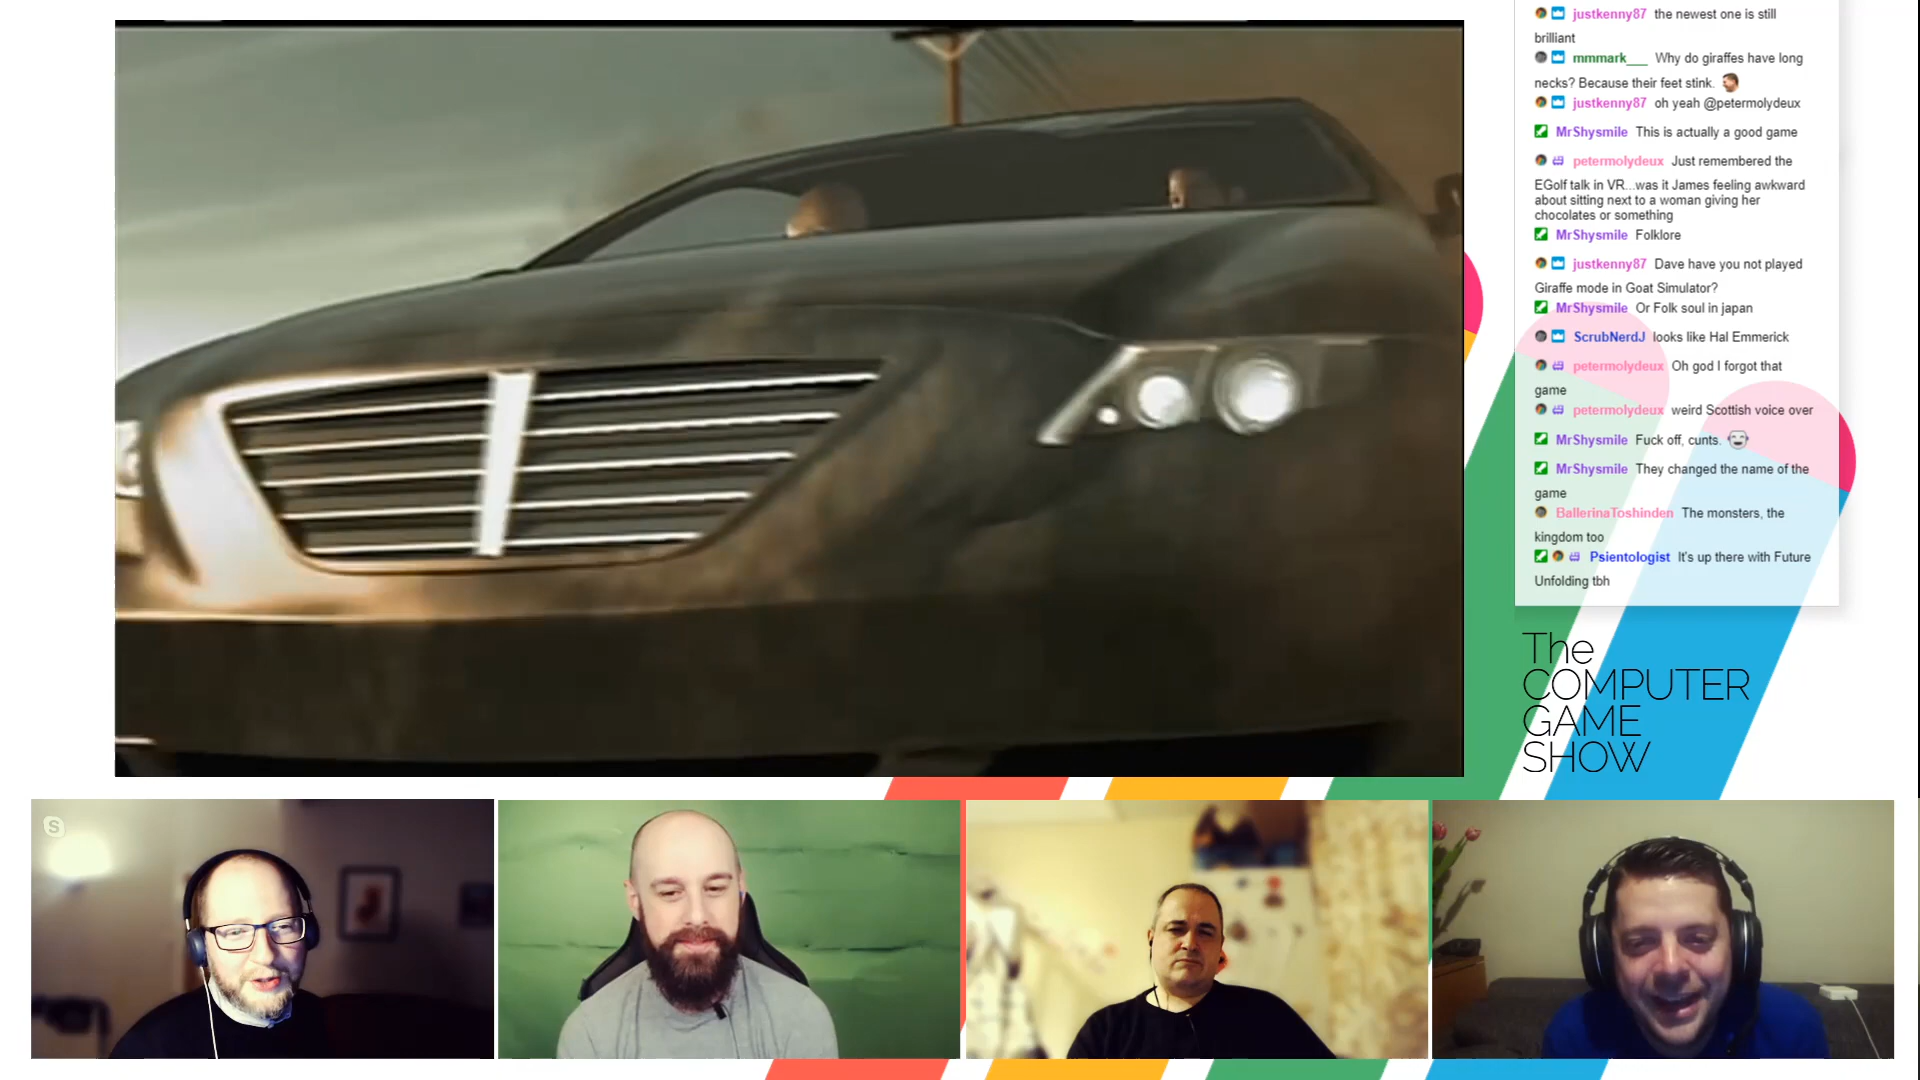 justkenny87 the newest one is still
brilliant
mmmark___ Why do giraffes have long
necks? Because their feet stink.
justkenny87 oh yeah @petermolydeux
MrShysmile This is actually a good game
petermolydeux Just remembered the
EGolf talk in VR...was it James feeling awkward
about sitting next to a woman giving her
chocolates or something
MrShysmile Folklore
justkenny87 Dave have you not played
Giraffe mode in Goat Simulator?
MrShysmile Or Folk soul in japan
ScrubNerdJ looks like Hal Emmerick
petermolydeux Oh god I forgot that
game
petermolydeux weird Scottish voice over
MrShysmile Fuck off, cunts.
MrShysmile They changed the name of the
game
BallerinaToshinden The monsters, the
kingdom too
Psientologist It's up there with Future
Unfolding tbh
The
COMPUTER
GAME
SHOW
S